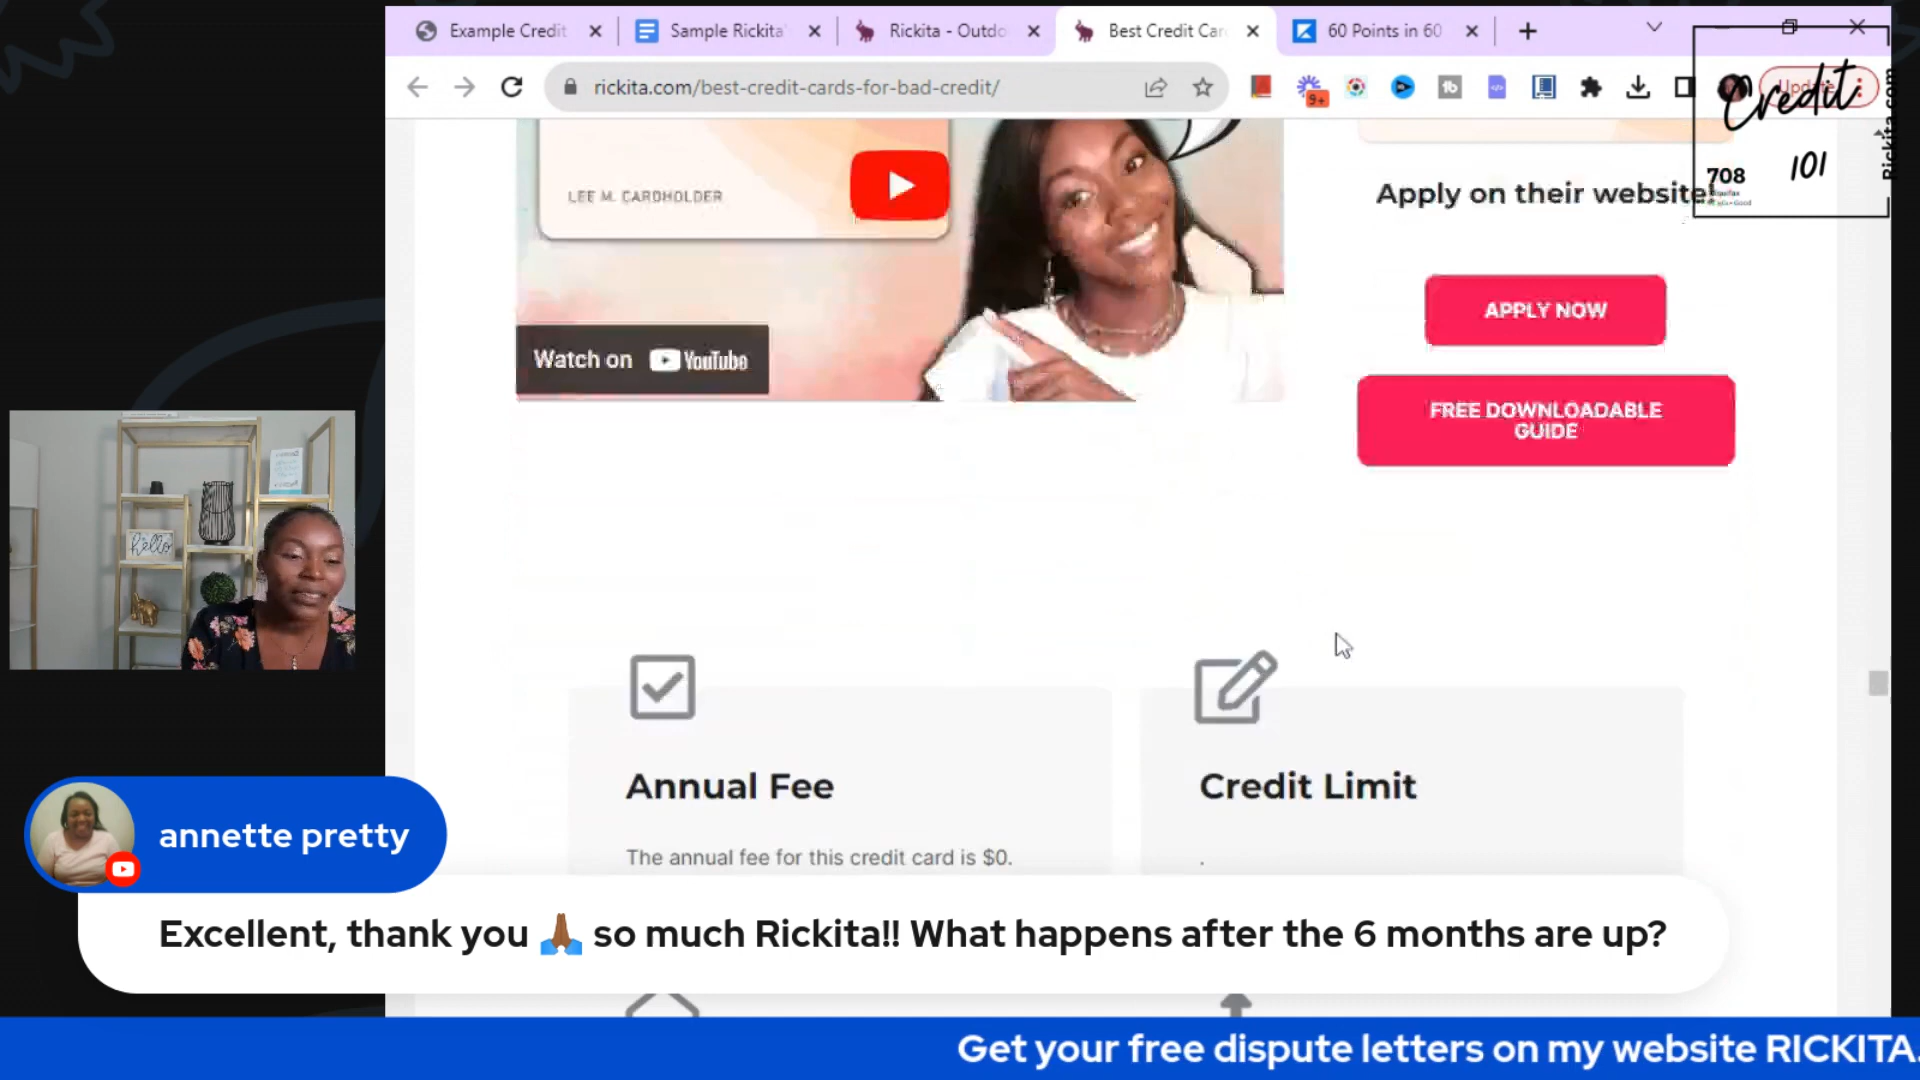 Example Credit
Sample Rickita'
Rickita - Outdo
Best Credit Car
60 Points in 60
rickita.com/best-credit-cards-for-bad-credit/
9+
Update
Credit
101
Rickita.com
708
LEE M. CARDHOLDER
Watch on YouTube
Apply on their website!
APPLY NOW
FREE DOWNLOADABLE
GUIDE
hello
Annual Fee
The annual fee for this credit card is $0.
Credit Limit
.
annette pretty
Excellent, thank you 🙏🏾 so much Rickita!! What happens after the 6 months are up?
Get your free dispute letters on my website RICKITA.